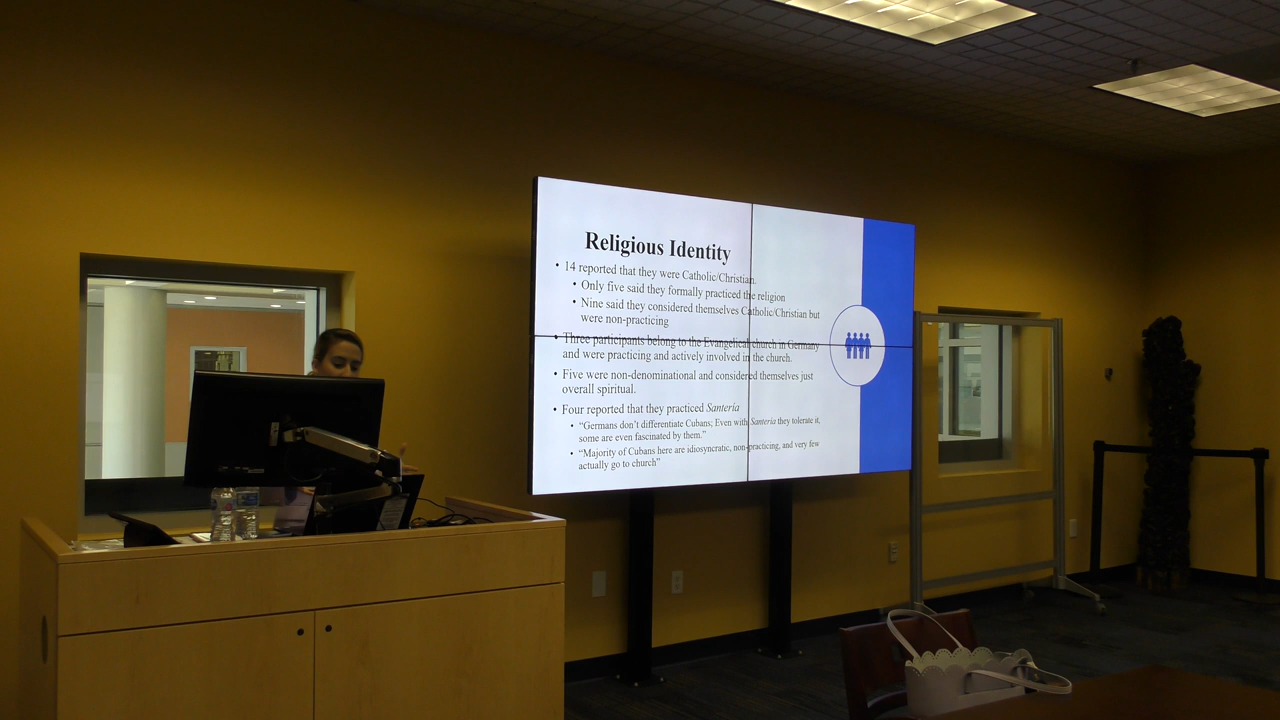 Religious Identity
• 14 reported that they were Catholic/Christian.
• Only five said they formally practiced the religion
• Nine said they considered themselves Catholic/Christian but
were non-practicing
• Three participants belong to the Evangelical church in Germany
and were practicing and actively involved in the church.
• Five were non-denominational and considered themselves just
overall spiritual.
• Four reported that they practiced Santería
• “Germans don’t differentiate Cubans; Even with Santeria they tolerate it,
some are even fascinated by them.”
• “Majority of Cubans here are idiosyncratic, non-practicing, and very few
actually go to church”